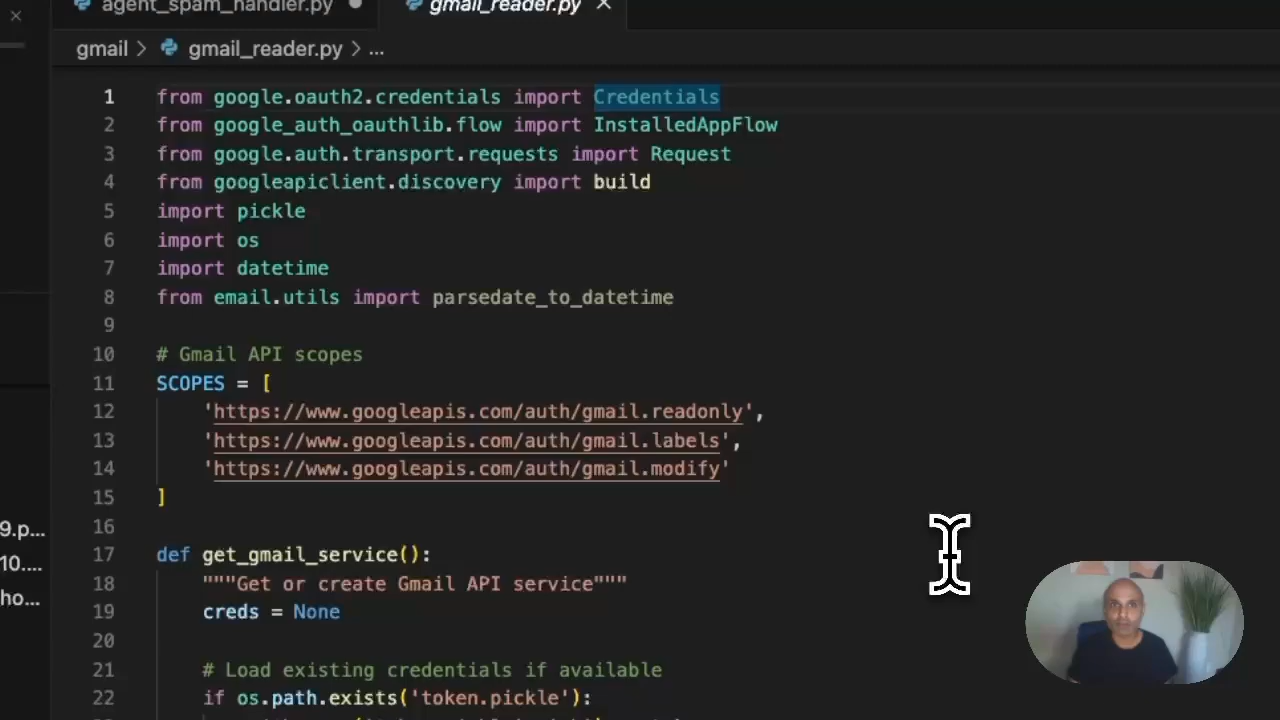 agent_spam_handler.py
gmail_reader.py
gmail > gmail_reader.py > ...
1 from google.oauth2.credentials import Credentials
2 from google_auth_oauthlib.flow import InstalledAppFlow
3 from google.auth.transport.requests import Request
4 from googleapiclient.discovery import build
5 import pickle
6 import os
7 import datetime
8 from email.utils import parsedate_to_datetime
9
10 # Gmail API scopes
11 SCOPES = [
12 'https://www.googleapis.com/auth/gmail.readonly',
13 'https://www.googleapis.com/auth/gmail.labels',
14 'https://www.googleapis.com/auth/gmail.modify'
15 ]
16
9.p...
17 def get_gmail_service():
10....
18 """Get or create Gmail API service"""
ho...
19 creds = None
20
21 # Load existing credentials if available
22 if os.path.exists('token.pickle'):